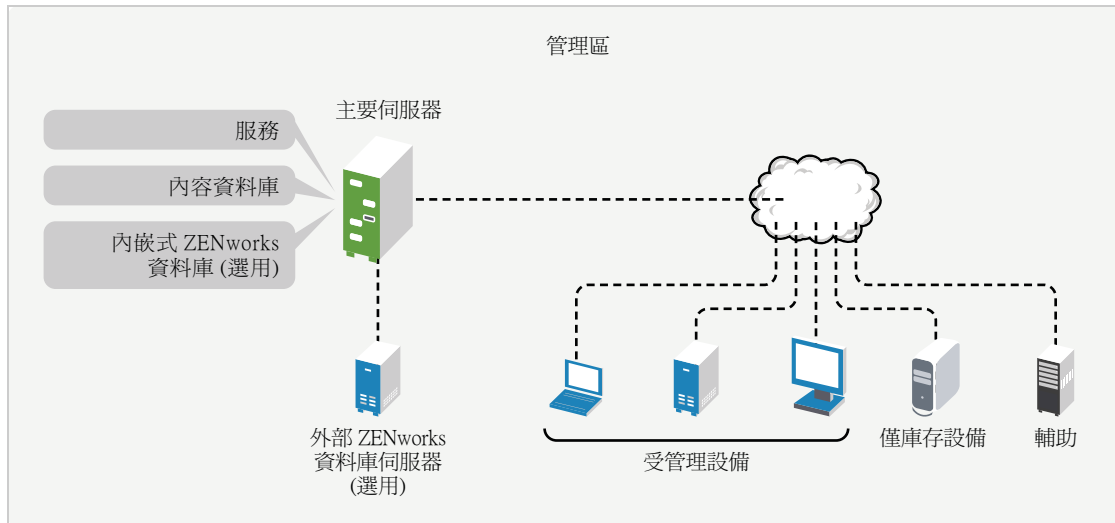 管理區
主要伺服器
服務
內容資料庫
內嵌式 ZENworks
資料庫 (選用)
外部 ZENworks
資料庫伺服器
(選用)
受管理設備
僅庫存設備
輔助